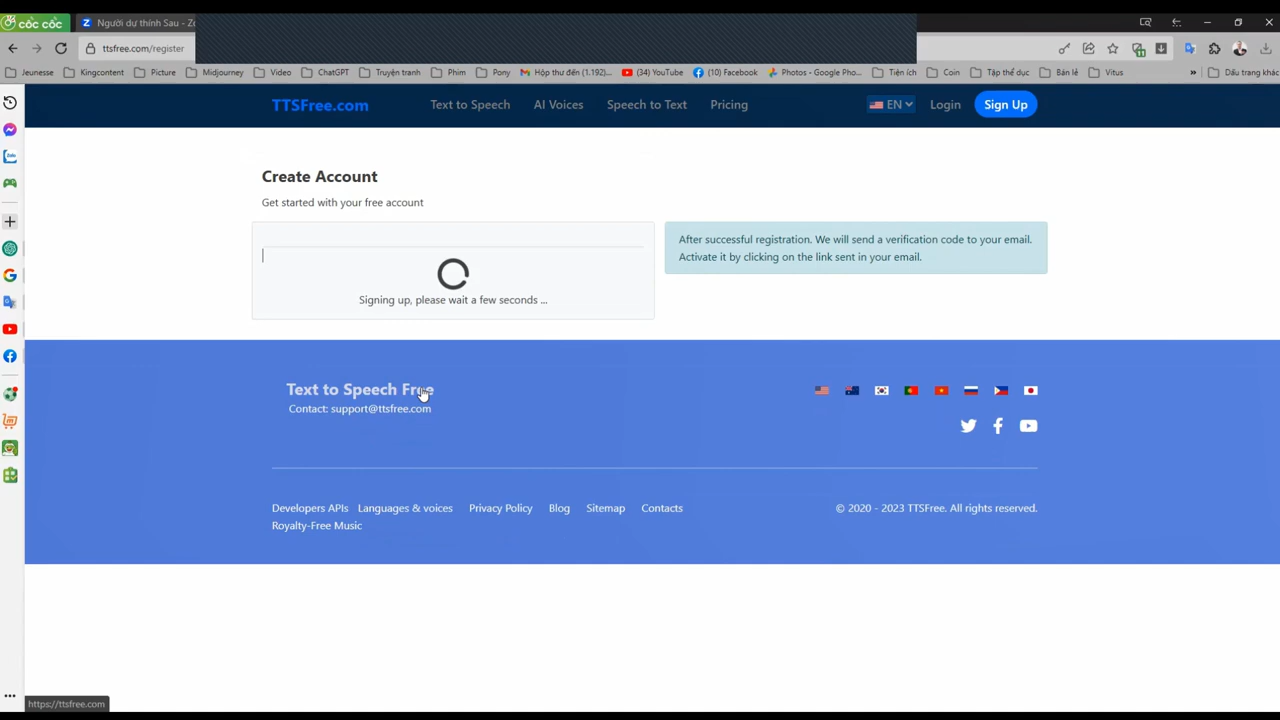 cốc cốc
Người dự thính Sau - Zo
ttsfree.com/register
Jeunesse Kingcontent Picture Midjourney Video ChatGPT Truyện tranh Phim Pony Hộp thư đến (1.192)... (34) YouTube (10) Facebook Photos - Google Pho... Tiện ích Coin Tập thể dục Bán lẻ Vitus » Dấu trang khác
TTSFree.com Text to Speech AI Voices Speech to Text Pricing EN Login Sign Up
Create Account
Get started with your free account
After successful registration. We will send a verification code to your email.
Activate it by clicking on the link sent in your email.
Signing up, please wait a few seconds ...
Text to Speech Free
Contact: support@ttsfree.com
Developers APIs Languages & voices Privacy Policy Blog Sitemap Contacts
Royalty-Free Music
© 2020 - 2023 TTSFree. All rights reserved.
https://ttsfree.com